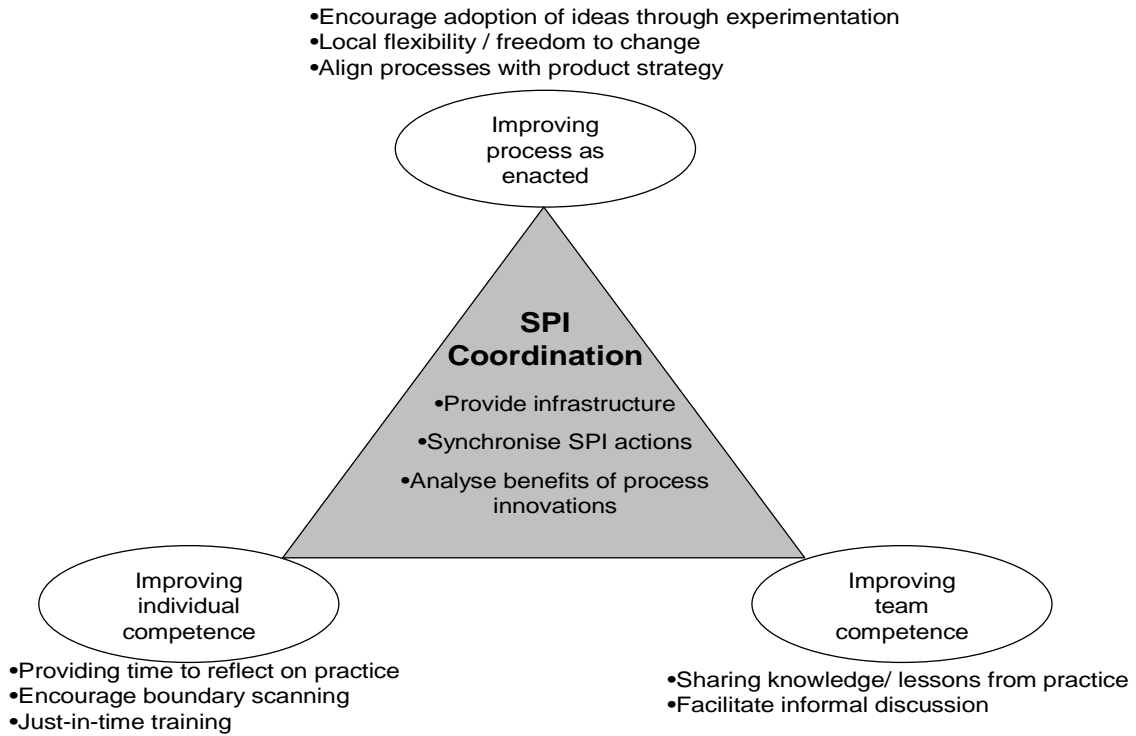 •Encourage adoption of ideas through experimentation
•Local flexibility / freedom to change
•Align processes with product strategy
Improving
process as
enacted
SPI
Coordination
•Provide infrastructure
•Synchronise SPI actions
•Analyse benefits of process
innovations
Improving
individual
competence
•Providing time to reflect on practice
•Encourage boundary scanning
•Just-in-time training
Improving
team
competence
•Sharing knowledge/ lessons from practice
•Facilitate informal discussion